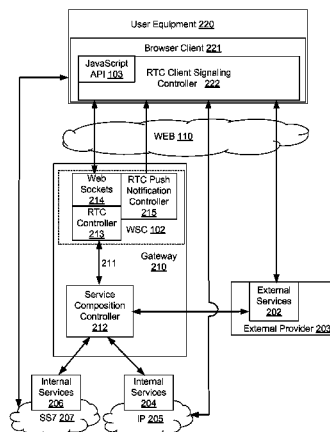 User Equipment 220
Browser Client 221
JavaScript
API 103
RTC Client Signaling
Controller
222
WEB 110
Web
Sockets
214
RTC Push
Notification
Controller
215
RTC
Controller
213
WSC 102
211
Gateway
210
Service
Composition
Controller
212
External
Services
202
External Provider 203
Internal
Services
206
Internal
Services
204
SS7 207
IP 205